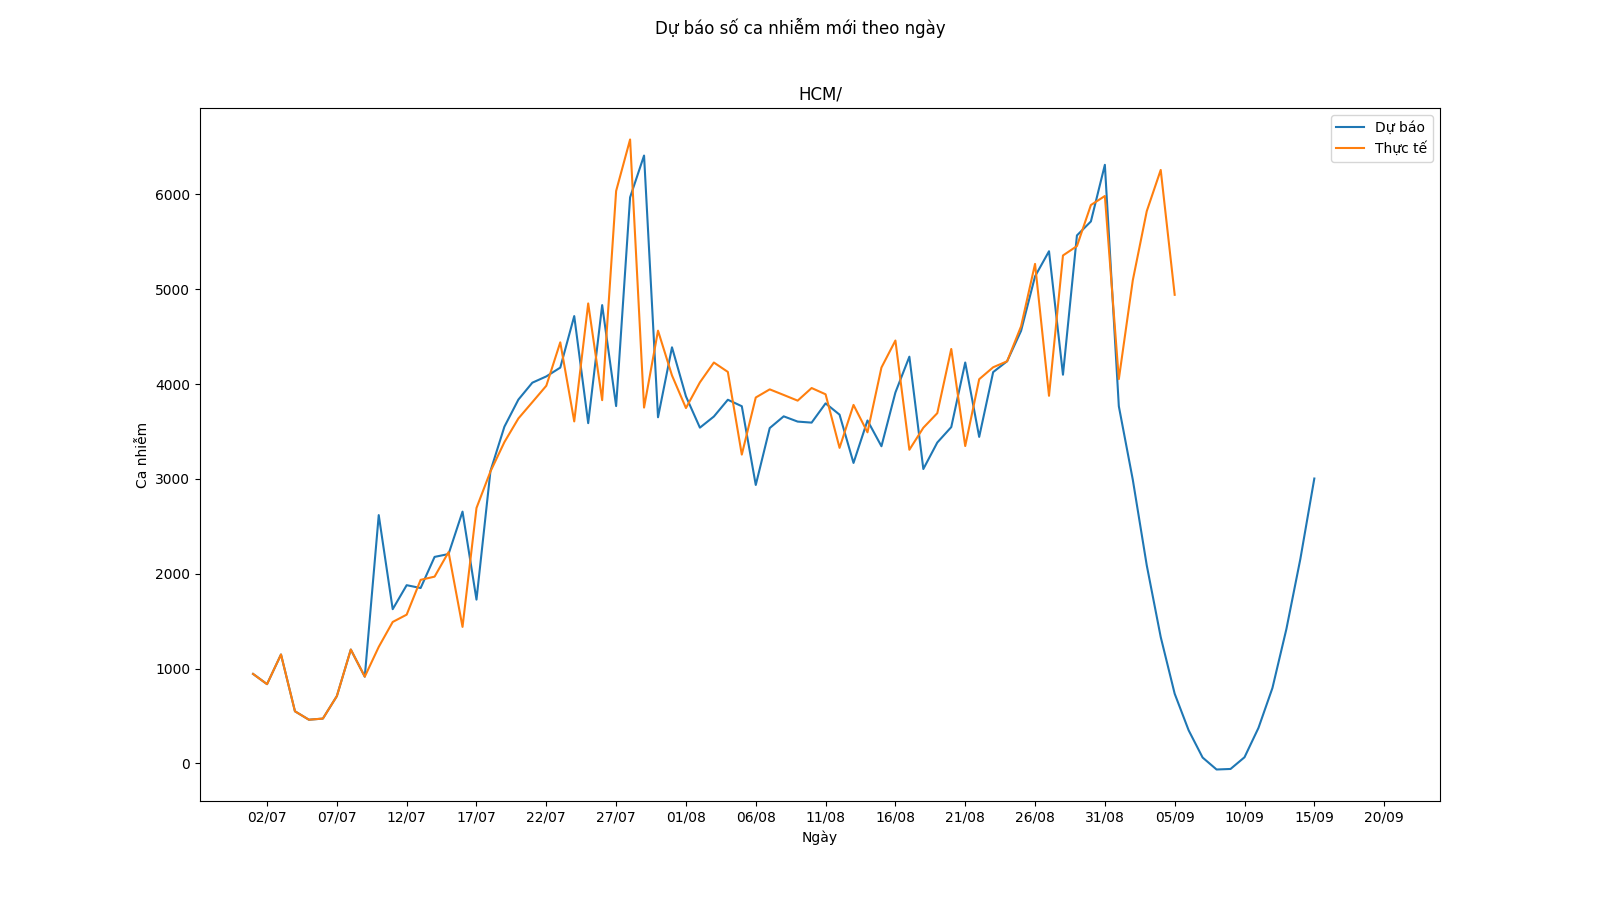 Dự báo số ca nhiễm mới theo ngày
HCM/
Dự báo
Thực tế
6000
5000
4000
3000
2000
1000
0
Ca nhiễm
02/07 07/07 12/07 17/07 22/07 27/07 01/08 06/08 11/08 16/08 21/08 26/08 31/08 05/09 10/09 15/09 20/09
Ngày